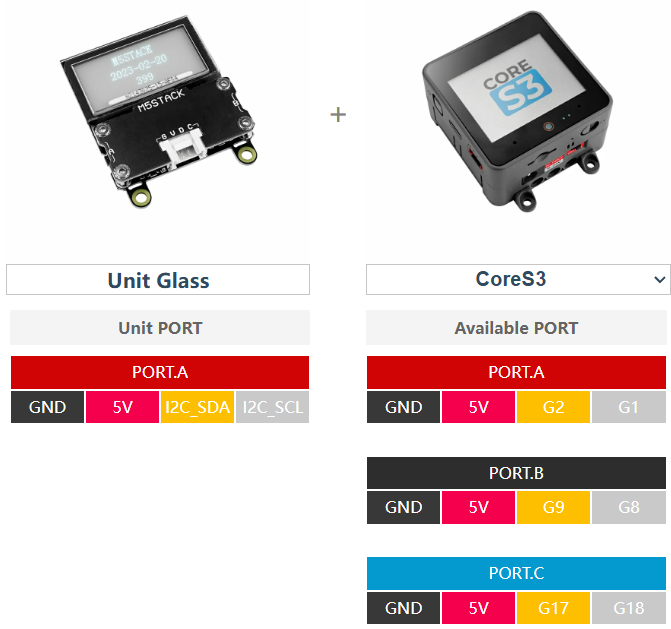 M5STACK
2023-02-20
399
M5STACK
G V D C
A
B
CORE
S3
+
Unit Glass
CoreS3
Unit PORT
Available PORT
PORT.A
GND 5V I2C_SDA I2C_SCL
PORT.A
GND 5V G2 G1
PORT.B
GND 5V G9 G8
PORT.C
GND 5V G17 G18